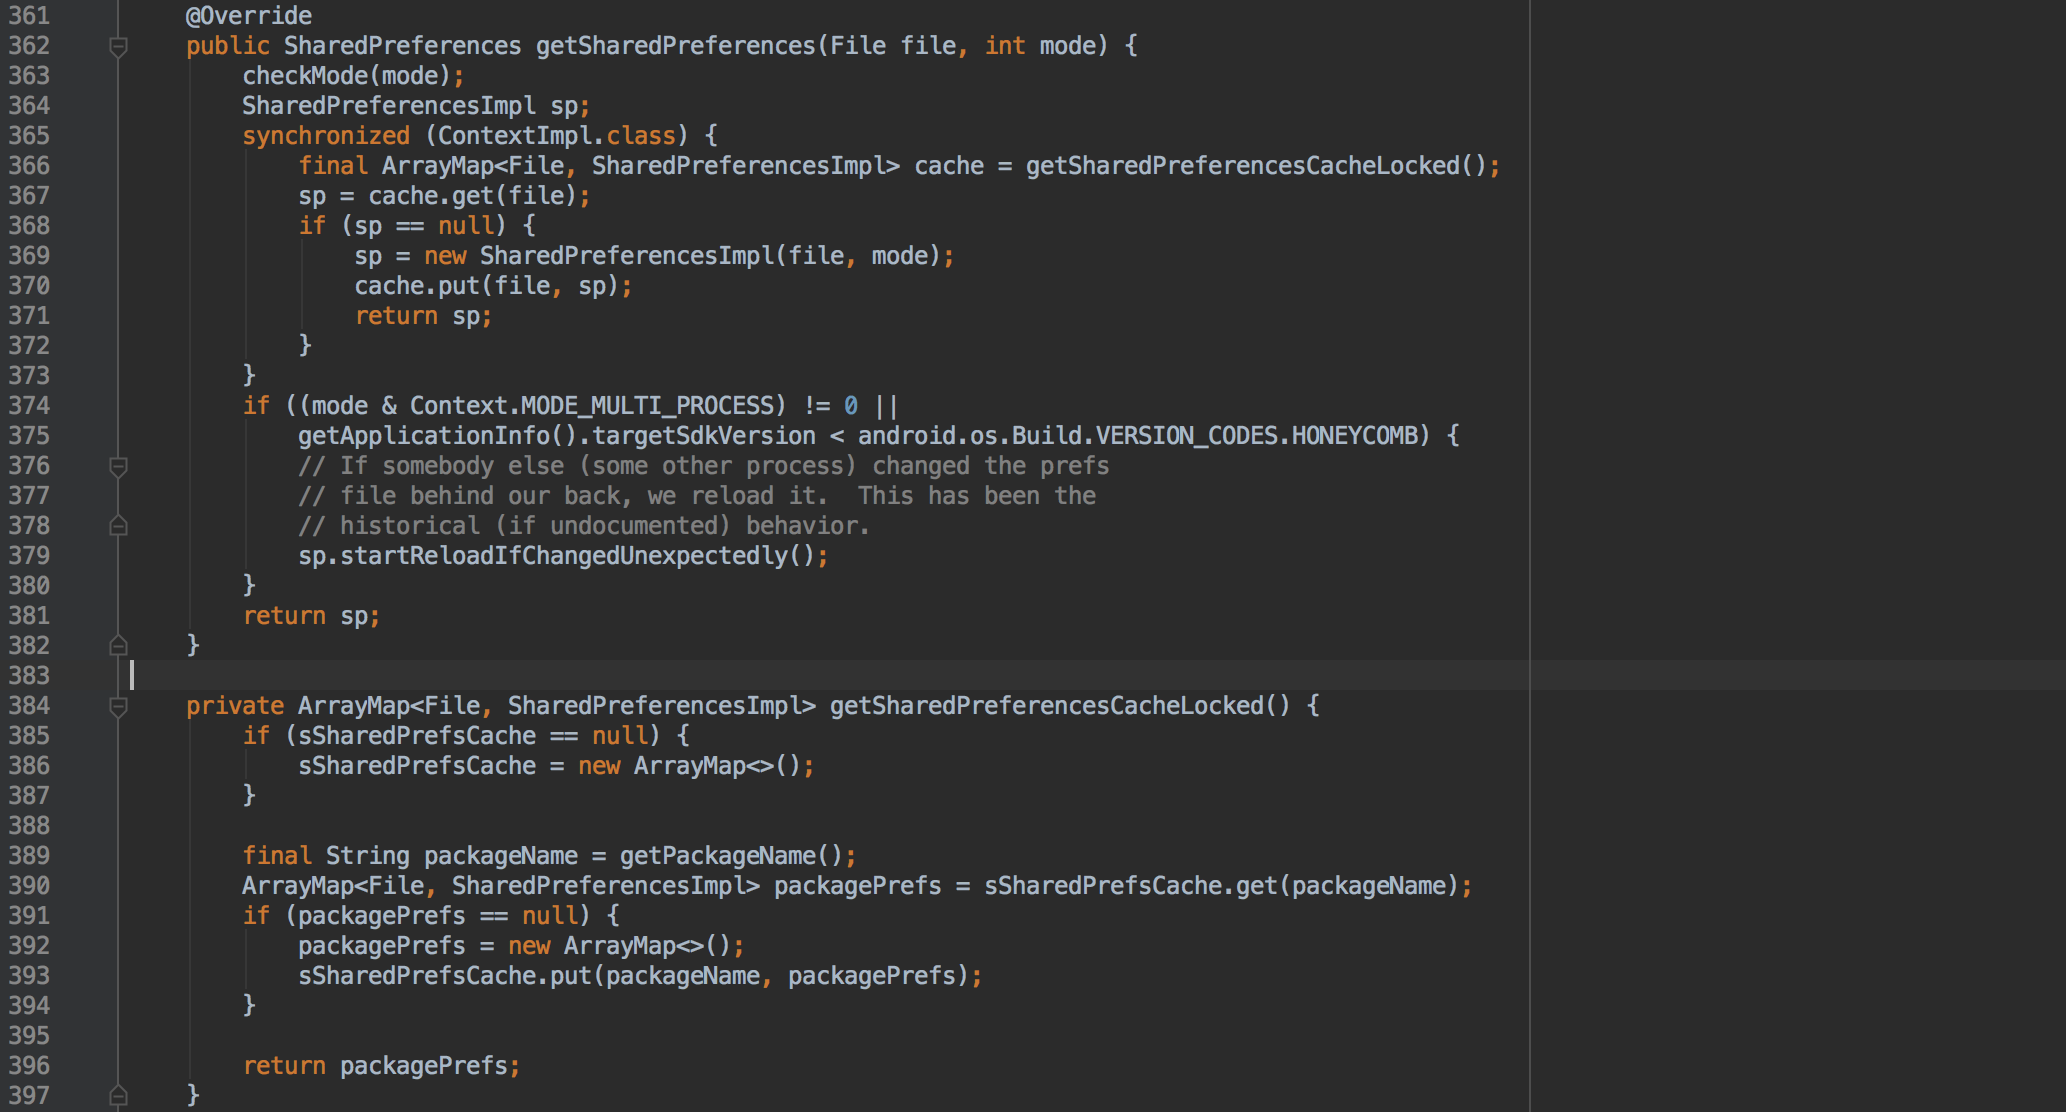 361 @Override
362 public SharedPreferences getSharedPreferences(File file, int mode) {
363 checkMode(mode);
364 SharedPreferencesImpl sp;
365 synchronized (ContextImpl.class) {
366 final ArrayMap<File, SharedPreferencesImpl> cache = getSharedPreferencesCacheLocked();
367 sp = cache.get(file);
368 if (sp == null) {
369 sp = new SharedPreferencesImpl(file, mode);
370 cache.put(file, sp);
371 return sp;
372 }
373 }
374 if ((mode & Context.MODE_MULTI_PROCESS) != 0 ||
375 getApplicationInfo().targetSdkVersion < android.os.Build.VERSION_CODES.HONEYCOMB) {
376 // If somebody else (some other process) changed the prefs
377 // file behind our back, we reload it.  This has been the
378 // historical (if undocumented) behavior.
379 sp.startReloadIfChangedUnexpectedly();
380 }
381 return sp;
382 }
383
384 private ArrayMap<File, SharedPreferencesImpl> getSharedPreferencesCacheLocked() {
385 if (sSharedPrefsCache == null) {
386 sSharedPrefsCache = new ArrayMap<>();
387 }
388
389 final String packageName = getPackageName();
390 ArrayMap<File, SharedPreferencesImpl> packagePrefs = sSharedPrefsCache.get(packageName);
391 if (packagePrefs == null) {
392 packagePrefs = new ArrayMap<>();
393 sSharedPrefsCache.put(packageName, packagePrefs);
394 }
395
396 return packagePrefs;
397 }